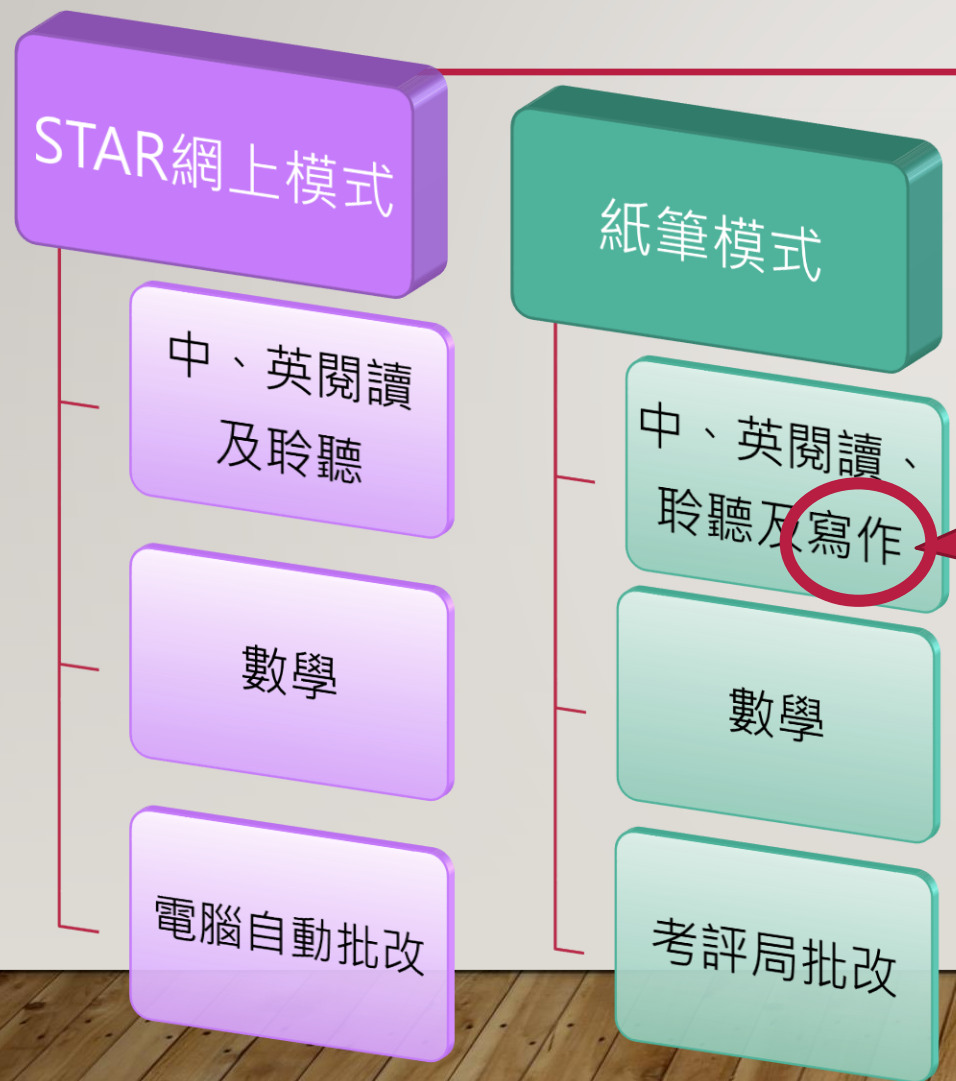 STAR網上模式
中、英閱讀
及聆聽
數學
電腦自動批改
紙筆模式
中、英閱讀、
聆聽及寫作
數學
考評局批改